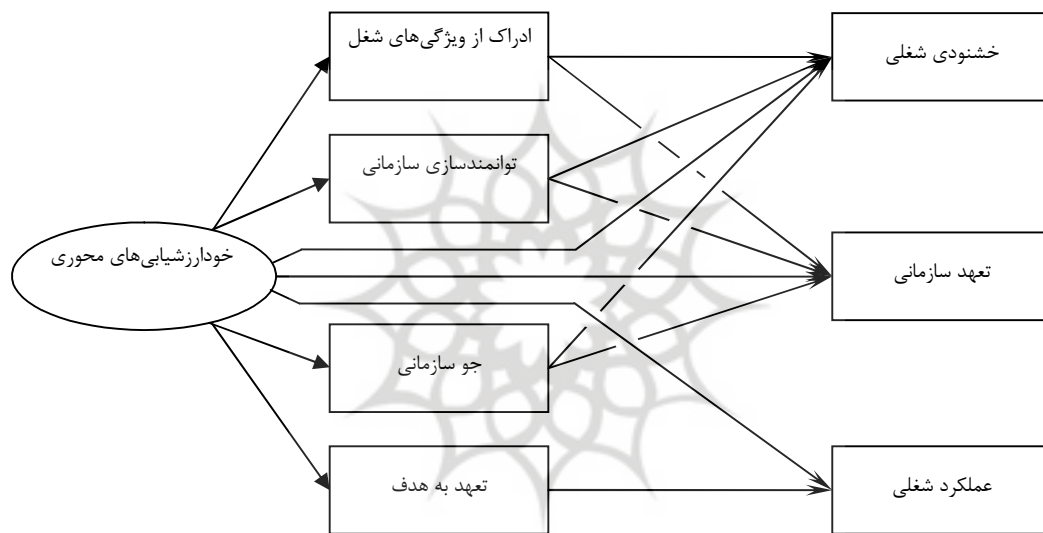 ادراک از ویژگی‌های شغل
خشنودی شغلی
توانمندسازی سازمانی
خودارزشیابی‌های محوری
تعهد سازمانی
جو سازمانی
تعهد به هدف
عملکرد شغلی